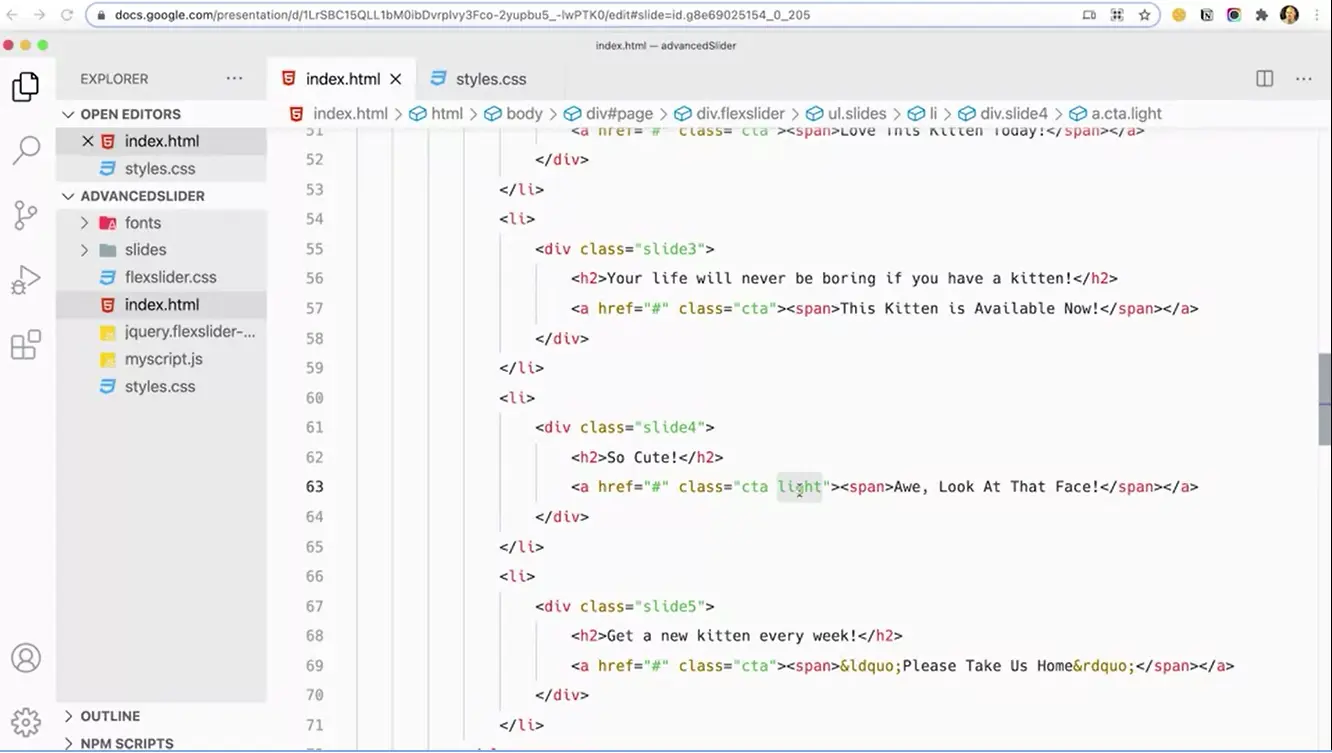 docs.google.com/presentation/d/1LrSBC15QLL1bM0ibDvrplvy3Fco-2yupbu5_-lwPTK0/edit#slide=id.g8e69025154_0_205
index.html — advancedSlider
EXPLORER
index.html
styles.css
OPEN EDITORS
index.html > html > body > div#page > div.flexslider > ul.slides > li > div.slide4 > a.cta.light
index.html
styles.css
ADVANCEDSLIDER
fonts
slides
flexslider.css
index.html
jquery.flexslider-...
myscript.js
styles.css
OUTLINE
NPM SCRIPTS
51 <a href="#" class="cta"><span>Love This Kitten Today!</span></a>
52 </div>
53 </li>
54 <li>
55 <div class="slide3">
56 <h2>Your life will never be boring if you have a kitten!</h2>
57 <a href="#" class="cta"><span>This Kitten is Available Now!</span></a>
58 </div>
59 </li>
60 <li>
61 <div class="slide4">
62 <h2>So Cute!</h2>
63 <a href="#" class="cta light"><span>Awe, Look At That Face!</span></a>
64 </div>
65 </li>
66 <li>
67 <div class="slide5">
68 <h2>Get a new kitten every week!</h2>
69 <a href="#" class="cta"><span>&ldquo;Please Take Us Home&rdquo;</span></a>
70 </div>
71 </li>